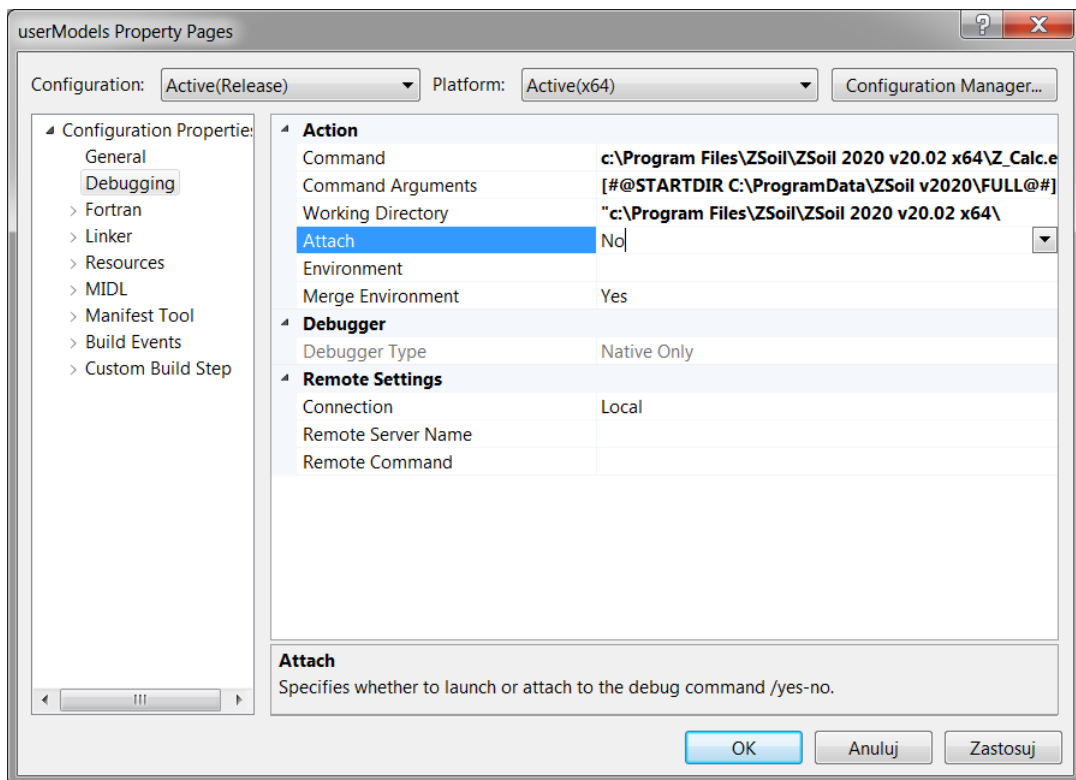 userModels Property Pages
Configuration: Active(Release) Platform: Active(x64) Configuration Manager...
Configuration Properties
General
Debugging
Fortran
Linker
Resources
MIDL
Manifest Tool
Build Events
Custom Build Step
Action
Command c:\Program Files\ZSoil\ZSoil 2020 v20.02 x64\Z_Calc.e
Command Arguments [#@STARTDIR C:\ProgramData\ZSoil v2020\FULL@#]
Working Directory "c:\Program Files\ZSoil\ZSoil 2020 v20.02 x64\
Attach No
Environment
Merge Environment Yes
Debugger
Debugger Type Native Only
Remote Settings
Connection Local
Remote Server Name
Remote Command
Attach
Specifies whether to launch or attach to the debug command /yes-no.
OK Anuluj Zastosuj